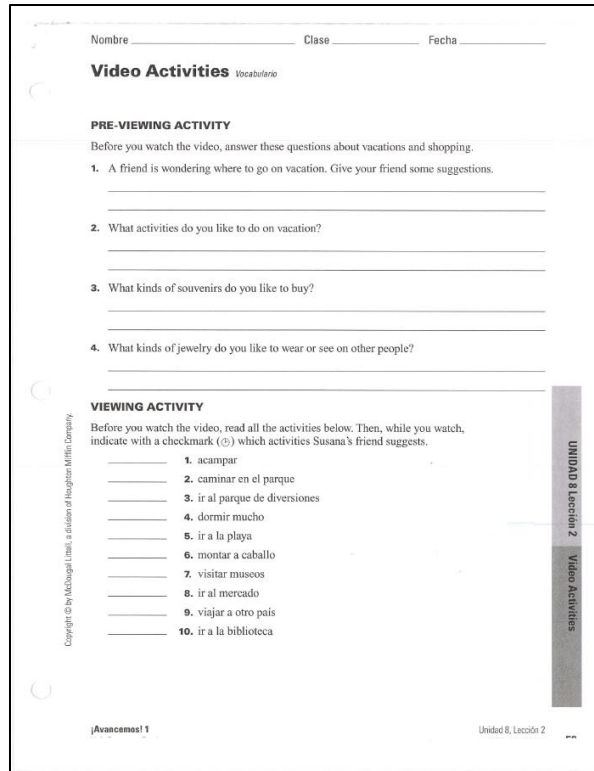 Nombre Clase Fecha
Video Activities Vocabulario
PRE-VIEWING ACTIVITY
Before you watch the video, answer these questions about vacations and shopping.
1. A friend is wondering where to go on vacation. Give your friend some suggestions.
2. What activities do you like to do on vacation?
3. What kinds of souvenirs do you like to buy?
4. What kinds of jewelry do you like to wear or see on other people?
VIEWING ACTIVITY
Before you watch the video, read all the activities below. Then, while you watch,
indicate with a checkmark (✓) which activities Susana's friend suggests.
1. acampar
2. caminar en el parque
3. ir al parque de diversiones
4. dormir mucho
5. ir a la playa
6. montar a caballo
7. visitar museos
8. ir al mercado
9. viajar a otro país
10. ir a la biblioteca
Copyright © by McDougal Littell, a division of Houghton Mifflin Company.
UNIDAD 8 Lección 2 Video Activities
¡Avancemos! 1 Unidad 8, Lección 2